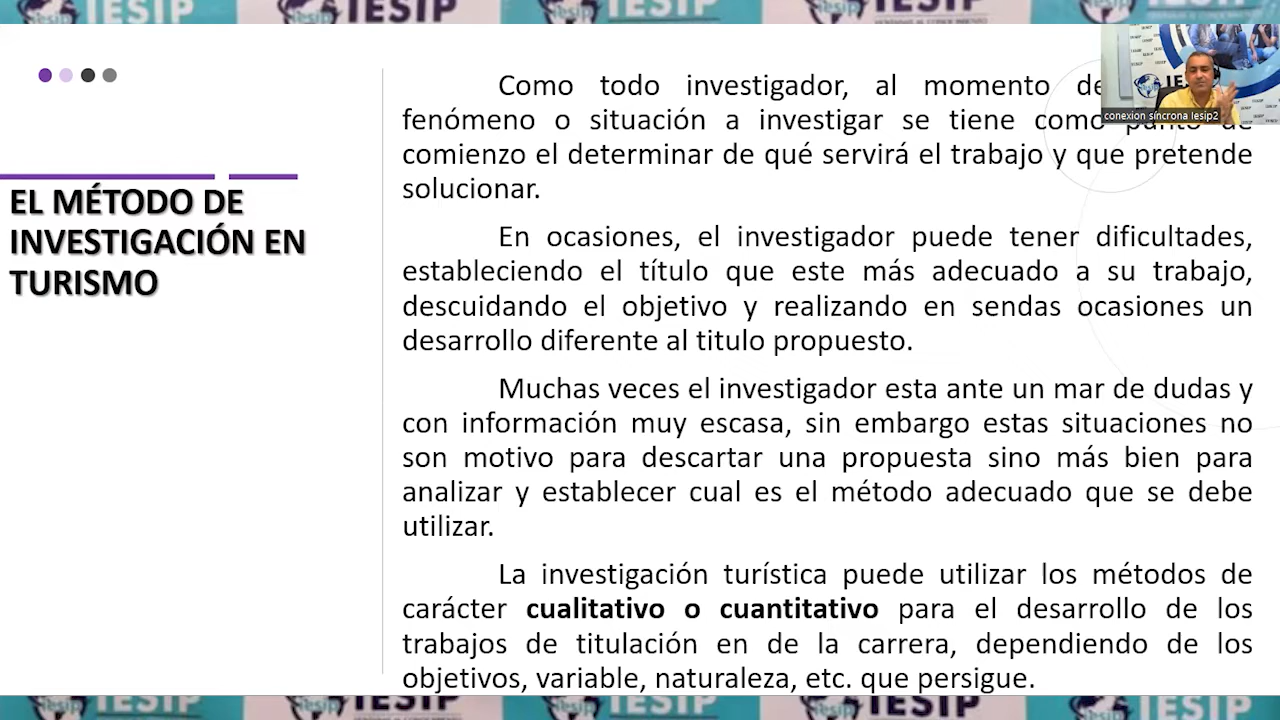 IESIP
EL MÉTODO DE
INVESTIGACIÓN EN
TURISMO
Como todo investigador, al momento
fenómeno o situación a investigar se tiene como punto de
comienzo el determinar de qué servirá el trabajo y que pretende
solucionar.
En ocasiones, el investigador puede tener dificultades,
estableciendo el título que este más adecuado a su trabajo,
descuidando el objetivo y realizando en sendas ocasiones un
desarrollo diferente al titulo propuesto.
Muchas veces el investigador esta ante un mar de dudas y
con información muy escasa, sin embargo estas situaciones no
son motivo para descartar una propuesta sino más bien para
analizar y establecer cual es el método adecuado que se debe
utilizar.
La investigación turística puede utilizar los métodos de
carácter cualitativo o cuantitativo para el desarrollo de los
trabajos de titulación en de la carrera, dependiendo de los
objetivos, variable, naturaleza, etc. que persigue.
conexion síncrona Iesip2
IESIP